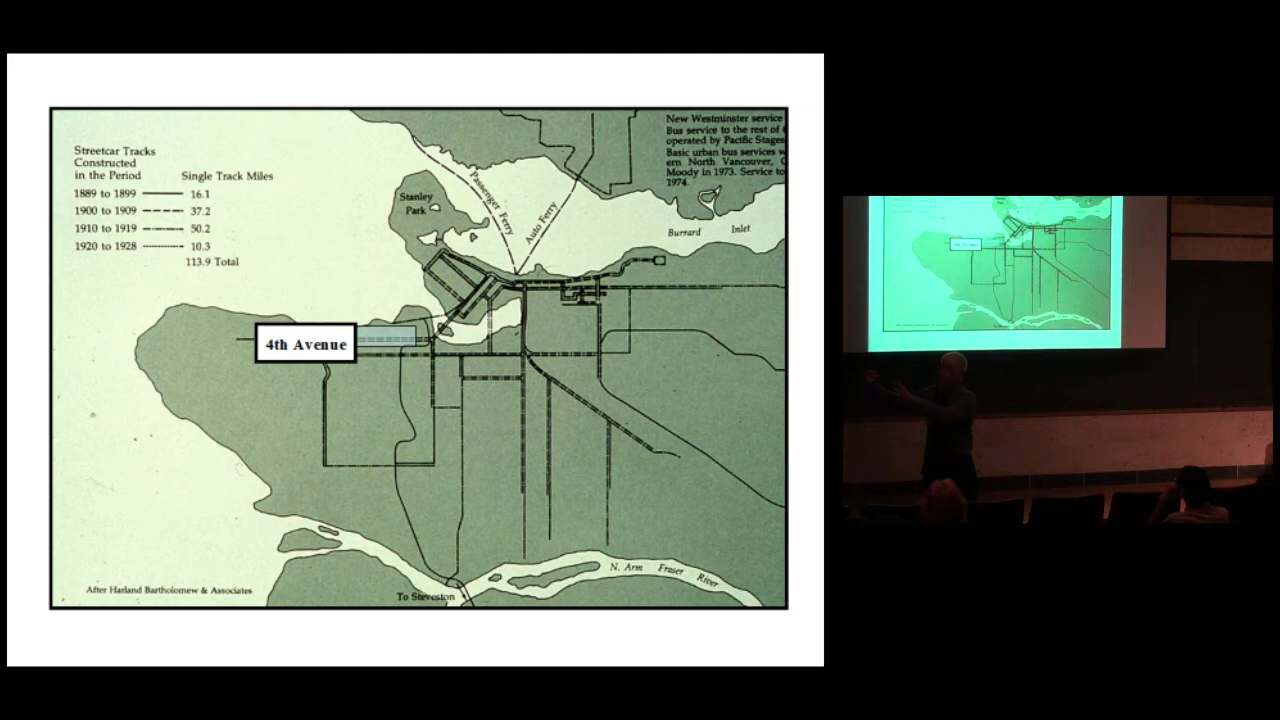 Streetcar Tracks
Constructed
in the Period Single Track Miles
1889 to 1899 16.1
1900 to 1909 37.2
1910 to 1919 50.2
1920 to 1928 10.3
113.9 Total
New Westminster service
Bus service to the rest of
operated by Pacific Stages
Basic urban bus services
ern North Vancouver,
Moody in 1973. Service to
1974.
Stanley
Park
Passenger Ferry
Auto Ferry
Burrard Inlet
4th Avenue
N. Arm Fraser River
To Steveston
After Harland Bartholomew & Associates